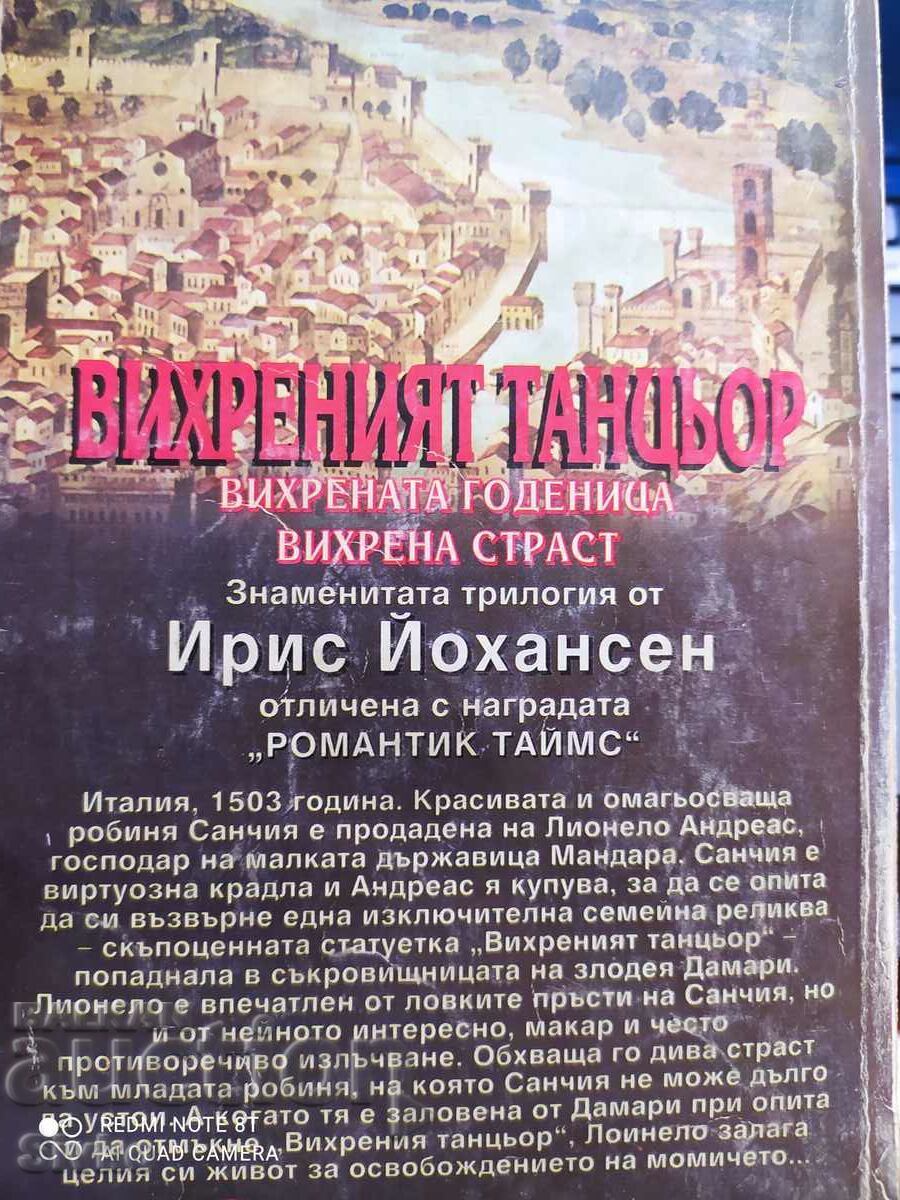 ВИХРЕНИЯТ ТАНЦЬОР
ВИХРЕНАТА ГОДЕНИЦА
ВИХРЕНА СТРАСТ
Знаменитата трилогия от
Ирис Йохансен
отличена с наградата
„РОМАНТИК ТАЙМС“
Италия, 1503 година. Красивата и омагьосваща
робиня Санчия е продадена на Лионело Андреас,
господар на малката държавица Мандара. Санчия е
виртуозна крадла и Андреас я купува, за да се опита
да си възвърне една изключителна семейна реликва
– скъпоценната статуетка „Вихреният танцьор“ –
попаднала в съкровищницата на злодея Дамари.
Лионело е впечатлен от ловките пръсти на Санчия, но
и от нейното интересно, макар и често
противоречиво излъчване. Обхваща го дива страст
към младата робиня, на която Санчия не може дълго
да устои. А когато тя е заловена от Дамари при опита
да отмъкне „Вихрения танцьор“, Лоинело залага
целия си живот за освобождението на момичето...
REDMI NOTE 8T
AI QUAD CAMERA